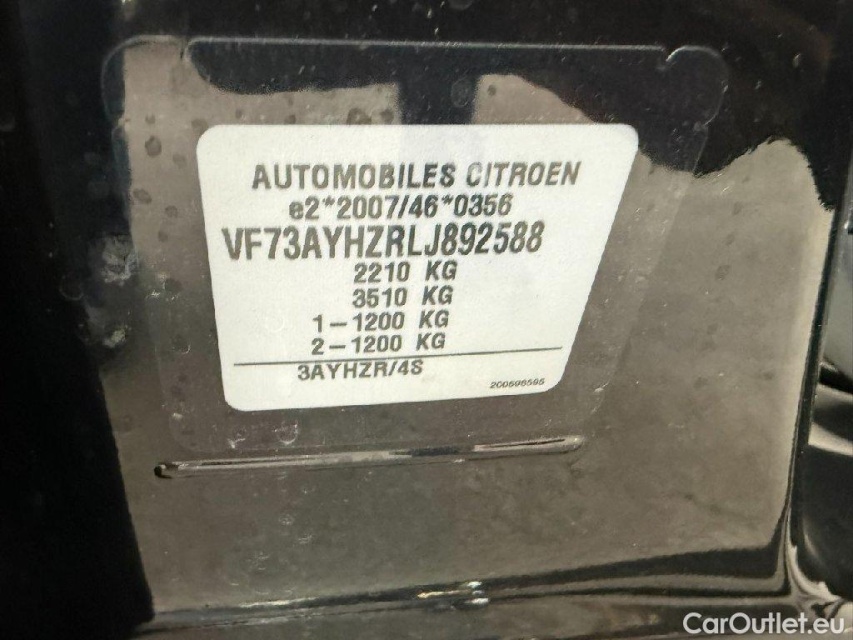 AUTOMOBILES CITROEN
e2*2007/46*0356
VF73AYHZRLJ892588
2210 KG
3510 KG
1-1200 KG
2-1200 KG
3AYHZR/4S
CarOutlet.eu